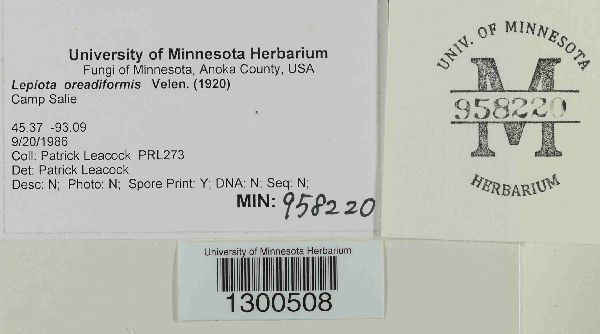 University of Minnesota Herbarium
Fungi of Minnesota, Anoka County, USA
Lepiota oreadiformis Velen. (1920)
Camp Salie
45.37 -93.09
9/20/1986
Coll: Patrick Leacock PRL273
Det: Patrick Leacock
Desc: N; Photo: N; Spore Print: Y; DNA: N; Seq: N;
MIN: 958220
UNIV. OF MINNESOTA
M
958220
HERBARIUM
University of Minnesota Herbarium
1300508